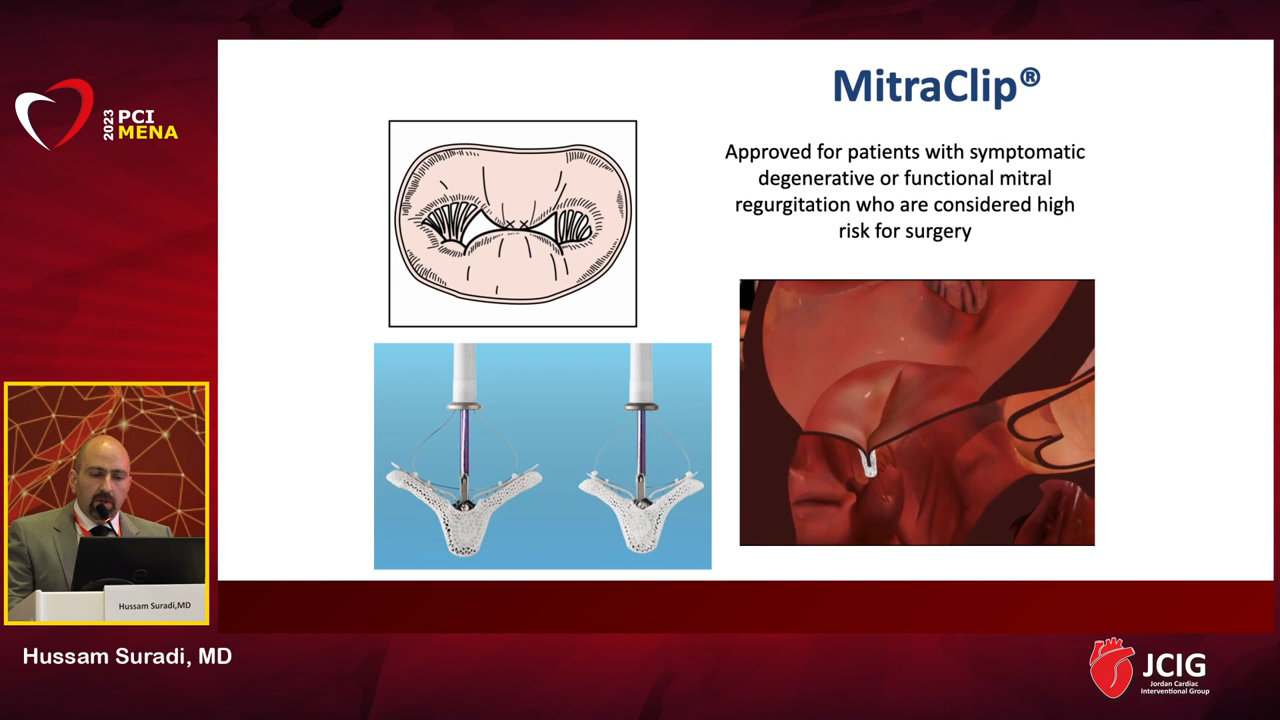 2023 PCI
MENA
MitraClip®
Approved for patients with symptomatic
degenerative or functional mitral
regurgitation who are considered high
risk for surgery
Hussam Suradi,MD
Hussam Suradi, MD
JCIG
Jordan Cardiac
Interventional Group